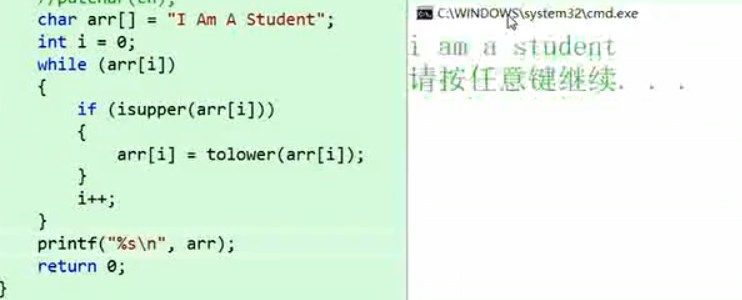 //putchar(ch);
char arr[] = "I Am A Student";
int i = 0;
while (arr[i])
{
if (isupper(arr[i]))
{
arr[i] = tolower(arr[i]);
}
i++;
}
printf("%s\n", arr);
return 0;
}
C:\WINDOWS\system32\cmd.exe
i am a student
请按任意键继续. . .